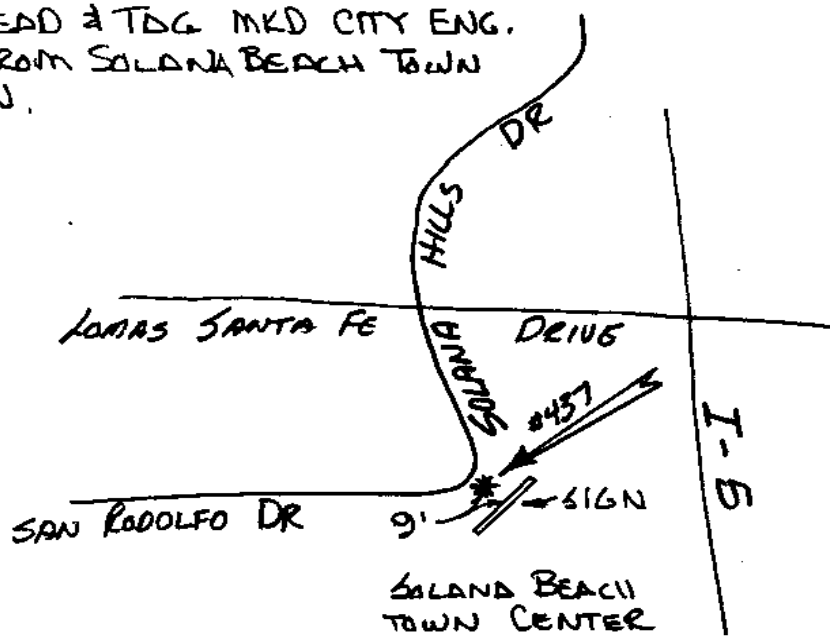 EAD & TAG MKD CITY ENG.
ROM SOLANA BEACH TOWN
N.
DR
HILLS
SOLANA
LOMAS SANTA FE DRIVE
#437
I-5
SIGN
9'
SAN RODOLFO DR
SOLANA BEACH
TOWN CENTER